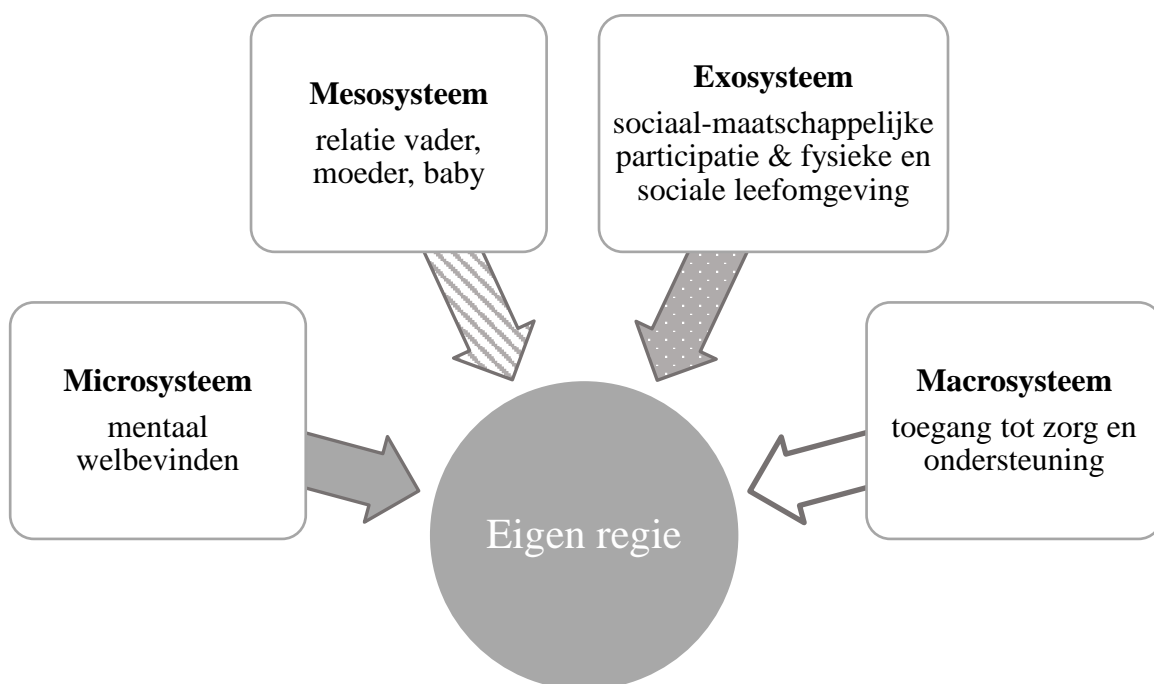 Mesosysteem
relatie vader,
moeder, baby
Exosysteem
sociaal-maatschappelijke
participatie & fysieke en
sociale leefomgeving
Microsysteem
mentaal
welbevinden
Macrosysteem
toegang tot zorg en
ondersteuning
Eigen regie